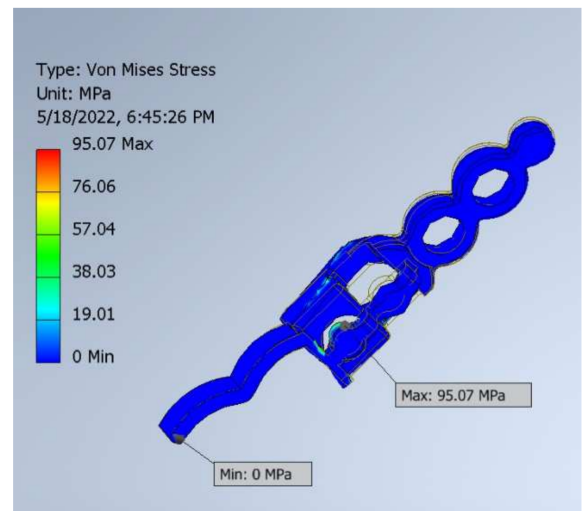 Type: Von Mises Stress
Unit: MPa
5/18/2022, 6:45:26 PM
95.07 Max
76.06
57.04
38.03
19.01
0 Min
Max: 95.07 MPa
Min: 0 MPa